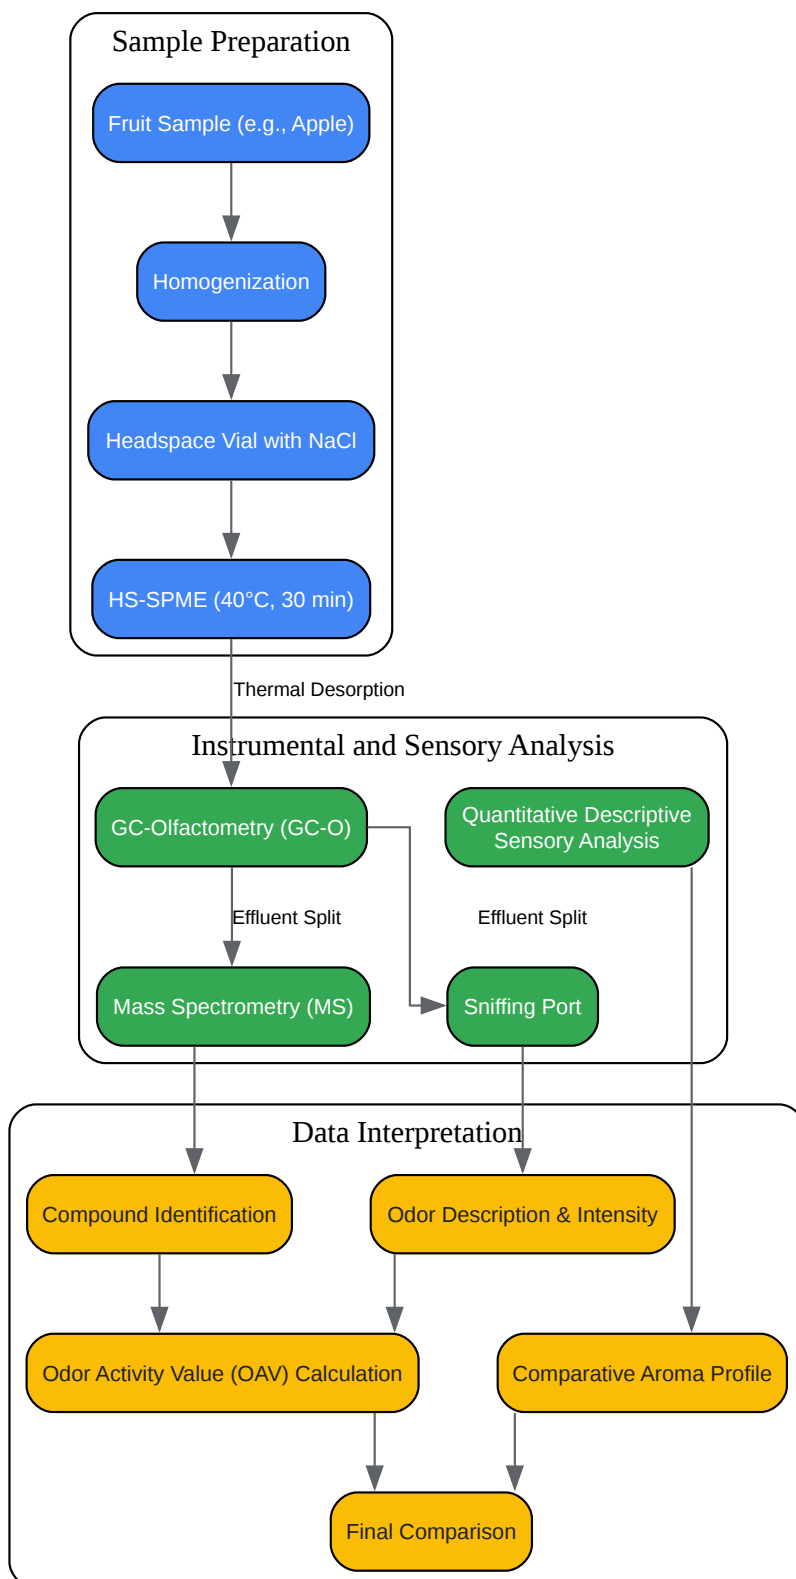 Sample Preparation
Fruit Sample (e.g., Apple)
Homogenization
Headspace Vial with NaCl
HS-SPME (40°C, 30 min)
Thermal Desorption
Instrumental and Sensory Analysis
GC-Olfactometry (GC-O)
Quantitative Descriptive
Sensory Analysis
Effluent Split
Effluent Split
Mass Spectrometry (MS)
Sniffing Port
Data Interpretation
Compound Identification
Odor Description & Intensity
Odor Activity Value (OAV) Calculation
Comparative Aroma Profile
Final Comparison